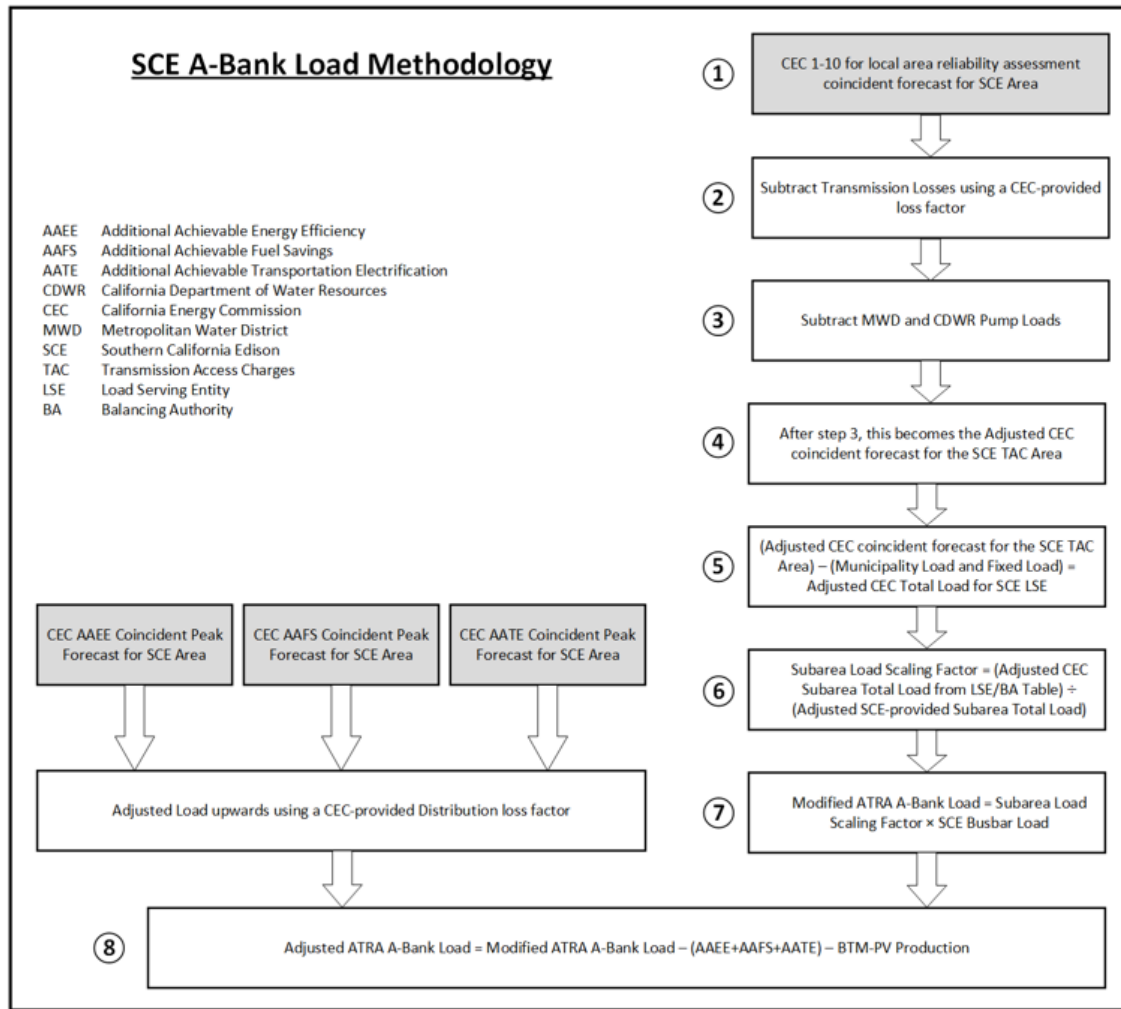 SCE A-Bank Load Methodology
AAEE Additional Achievable Energy Efficiency
AAFS Additional Achievable Fuel Savings
AATE Additional Achievable Transportation Electrification
CDWR California Department of Water Resources
CEC California Energy Commission
MWD Metropolitan Water District
SCE Southern California Edison
TAC Transmission Access Charges
LSE Load Serving Entity
BA Balancing Authority
1
CEC 1-10 for local area reliability assessment
coincident forecast for SCE Area
2
Subtract Transmission Losses using a CEC-provided
loss factor
3
Subtract MWD and CDWR Pump Loads
4
After step 3, this becomes the Adjusted CEC
coincident forecast for the SCE TAC Area
5
(Adjusted CEC coincident forecast for the SCE TAC
Area) – (Municipality Load and Fixed Load) =
Adjusted CEC Total Load for SCE LSE
6
Subarea Load Scaling Factor = (Adjusted CEC
Subarea Total Load from LSE/BA Table) ÷
(Adjusted SCE-provided Subarea Total Load)
7
Modified ATRA A-Bank Load = Subarea Load
Scaling Factor × SCE Busbar Load
CEC AAEE Coincident Peak
Forecast for SCE Area
CEC AAFS Coincident Peak
Forecast for SCE Area
CEC AATE Coincident Peak
Forecast for SCE Area
Adjusted Load upwards using a CEC-provided Distribution loss factor
8
Adjusted ATRA A-Bank Load = Modified ATRA A-Bank Load – (AAEE+AAFS+AATE) – BTM-PV Production